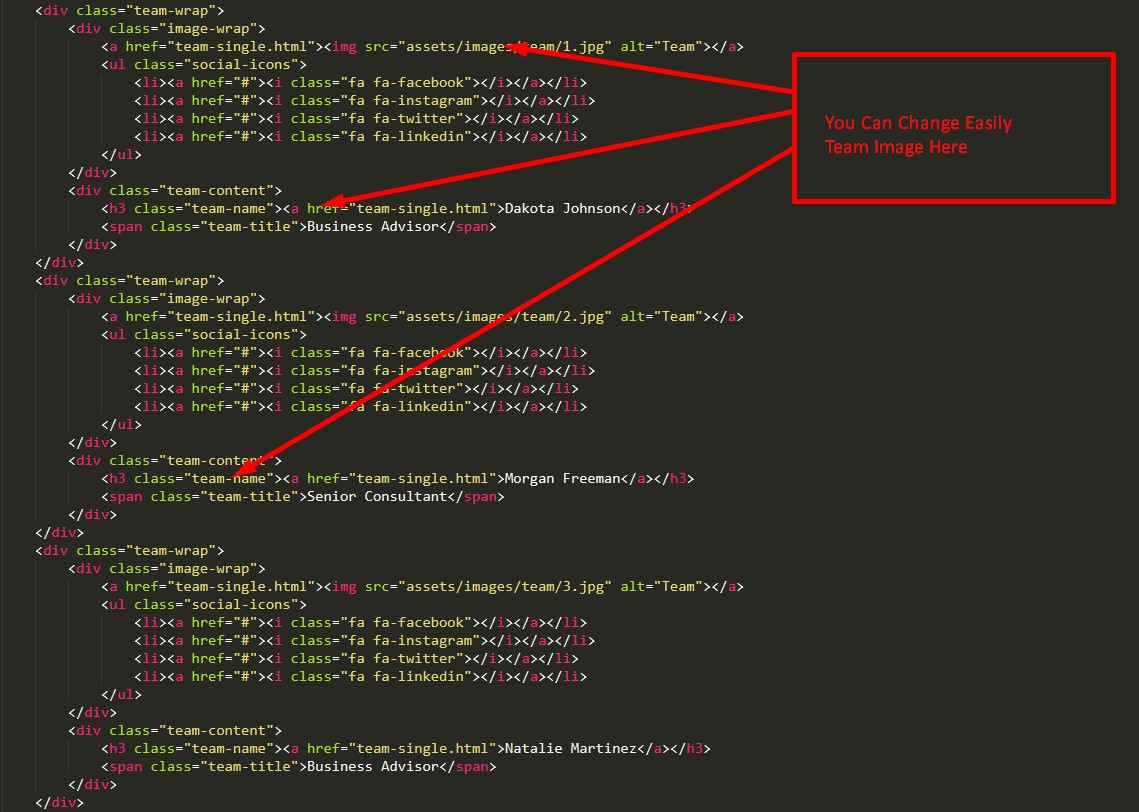 <div class="team-wrap">
<div class="image-wrap">
<a href="team-single.html"><img src="assets/images/team/1.jpg" alt="Team"></a>
<ul class="social-icons">
<li><a href="#"><i class="fa fa-facebook"></i></a></li>
<li><a href="#"><i class="fa fa-instagram"></i></a></li>
<li><a href="#"><i class="fa fa-twitter"></i></a></li>
<li><a href="#"><i class="fa fa-linkedin"></i></a></li>
</ul>
</div>
<div class="team-content">
<h3 class="team-name"><a href="team-single.html">Dakota Johnson</a></h3>
<span class="team-title">Business Advisor</span>
</div>
</div>
<div class="team-wrap">
<div class="image-wrap">
<a href="team-single.html"><img src="assets/images/team/2.jpg" alt="Team"></a>
<ul class="social-icons">
<li><a href="#"><i class="fa fa-facebook"></i></a></li>
<li><a href="#"><i class="fa fa-instagram"></i></a></li>
<li><a href="#"><i class="fa fa-twitter"></i></a></li>
<li><a href="#"><i class="fa fa-linkedin"></i></a></li>
</ul>
</div>
<div class="team-content">
<h3 class="team-name"><a href="team-single.html">Morgan Freeman</a></h3>
<span class="team-title">Senior Consultant</span>
</div>
</div>
<div class="team-wrap">
<div class="image-wrap">
<a href="team-single.html"><img src="assets/images/team/3.jpg" alt="Team"></a>
<ul class="social-icons">
<li><a href="#"><i class="fa fa-facebook"></i></a></li>
<li><a href="#"><i class="fa fa-instagram"></i></a></li>
<li><a href="#"><i class="fa fa-twitter"></i></a></li>
<li><a href="#"><i class="fa fa-linkedin"></i></a></li>
</ul>
</div>
<div class="team-content">
<h3 class="team-name"><a href="team-single.html">Natalie Martinez</a></h3>
<span class="team-title">Business Advisor</span>
</div>
</div>
You Can Change Easily
Team Image Here